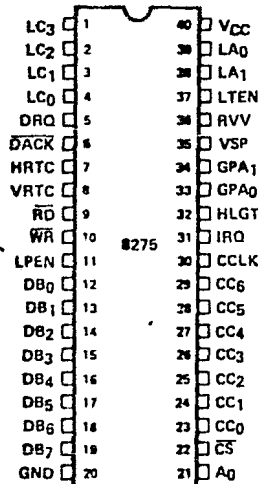 LC3 1 40 VCC
LC2 2 39 LA0
LC1 3 38 LA1
LC0 4 37 LTEN
DRQ 5 36 RVV
DACK 6 35 VSP
HRTC 7 34 GPA1
VRTC 8 33 GPA0
RD 9 32 HLGT
WR 10 31 IRQ
LPEN 11 8275 30 CCLK
DB0 12 29 CC6
DB1 13 28 CC5
DB2 14 27 CC4
DB3 15 26 CC3
DB4 16 25 CC2
DB5 17 24 CC1
DB6 18 23 CC0
DB7 19 22 CS
GND 20 21 A0